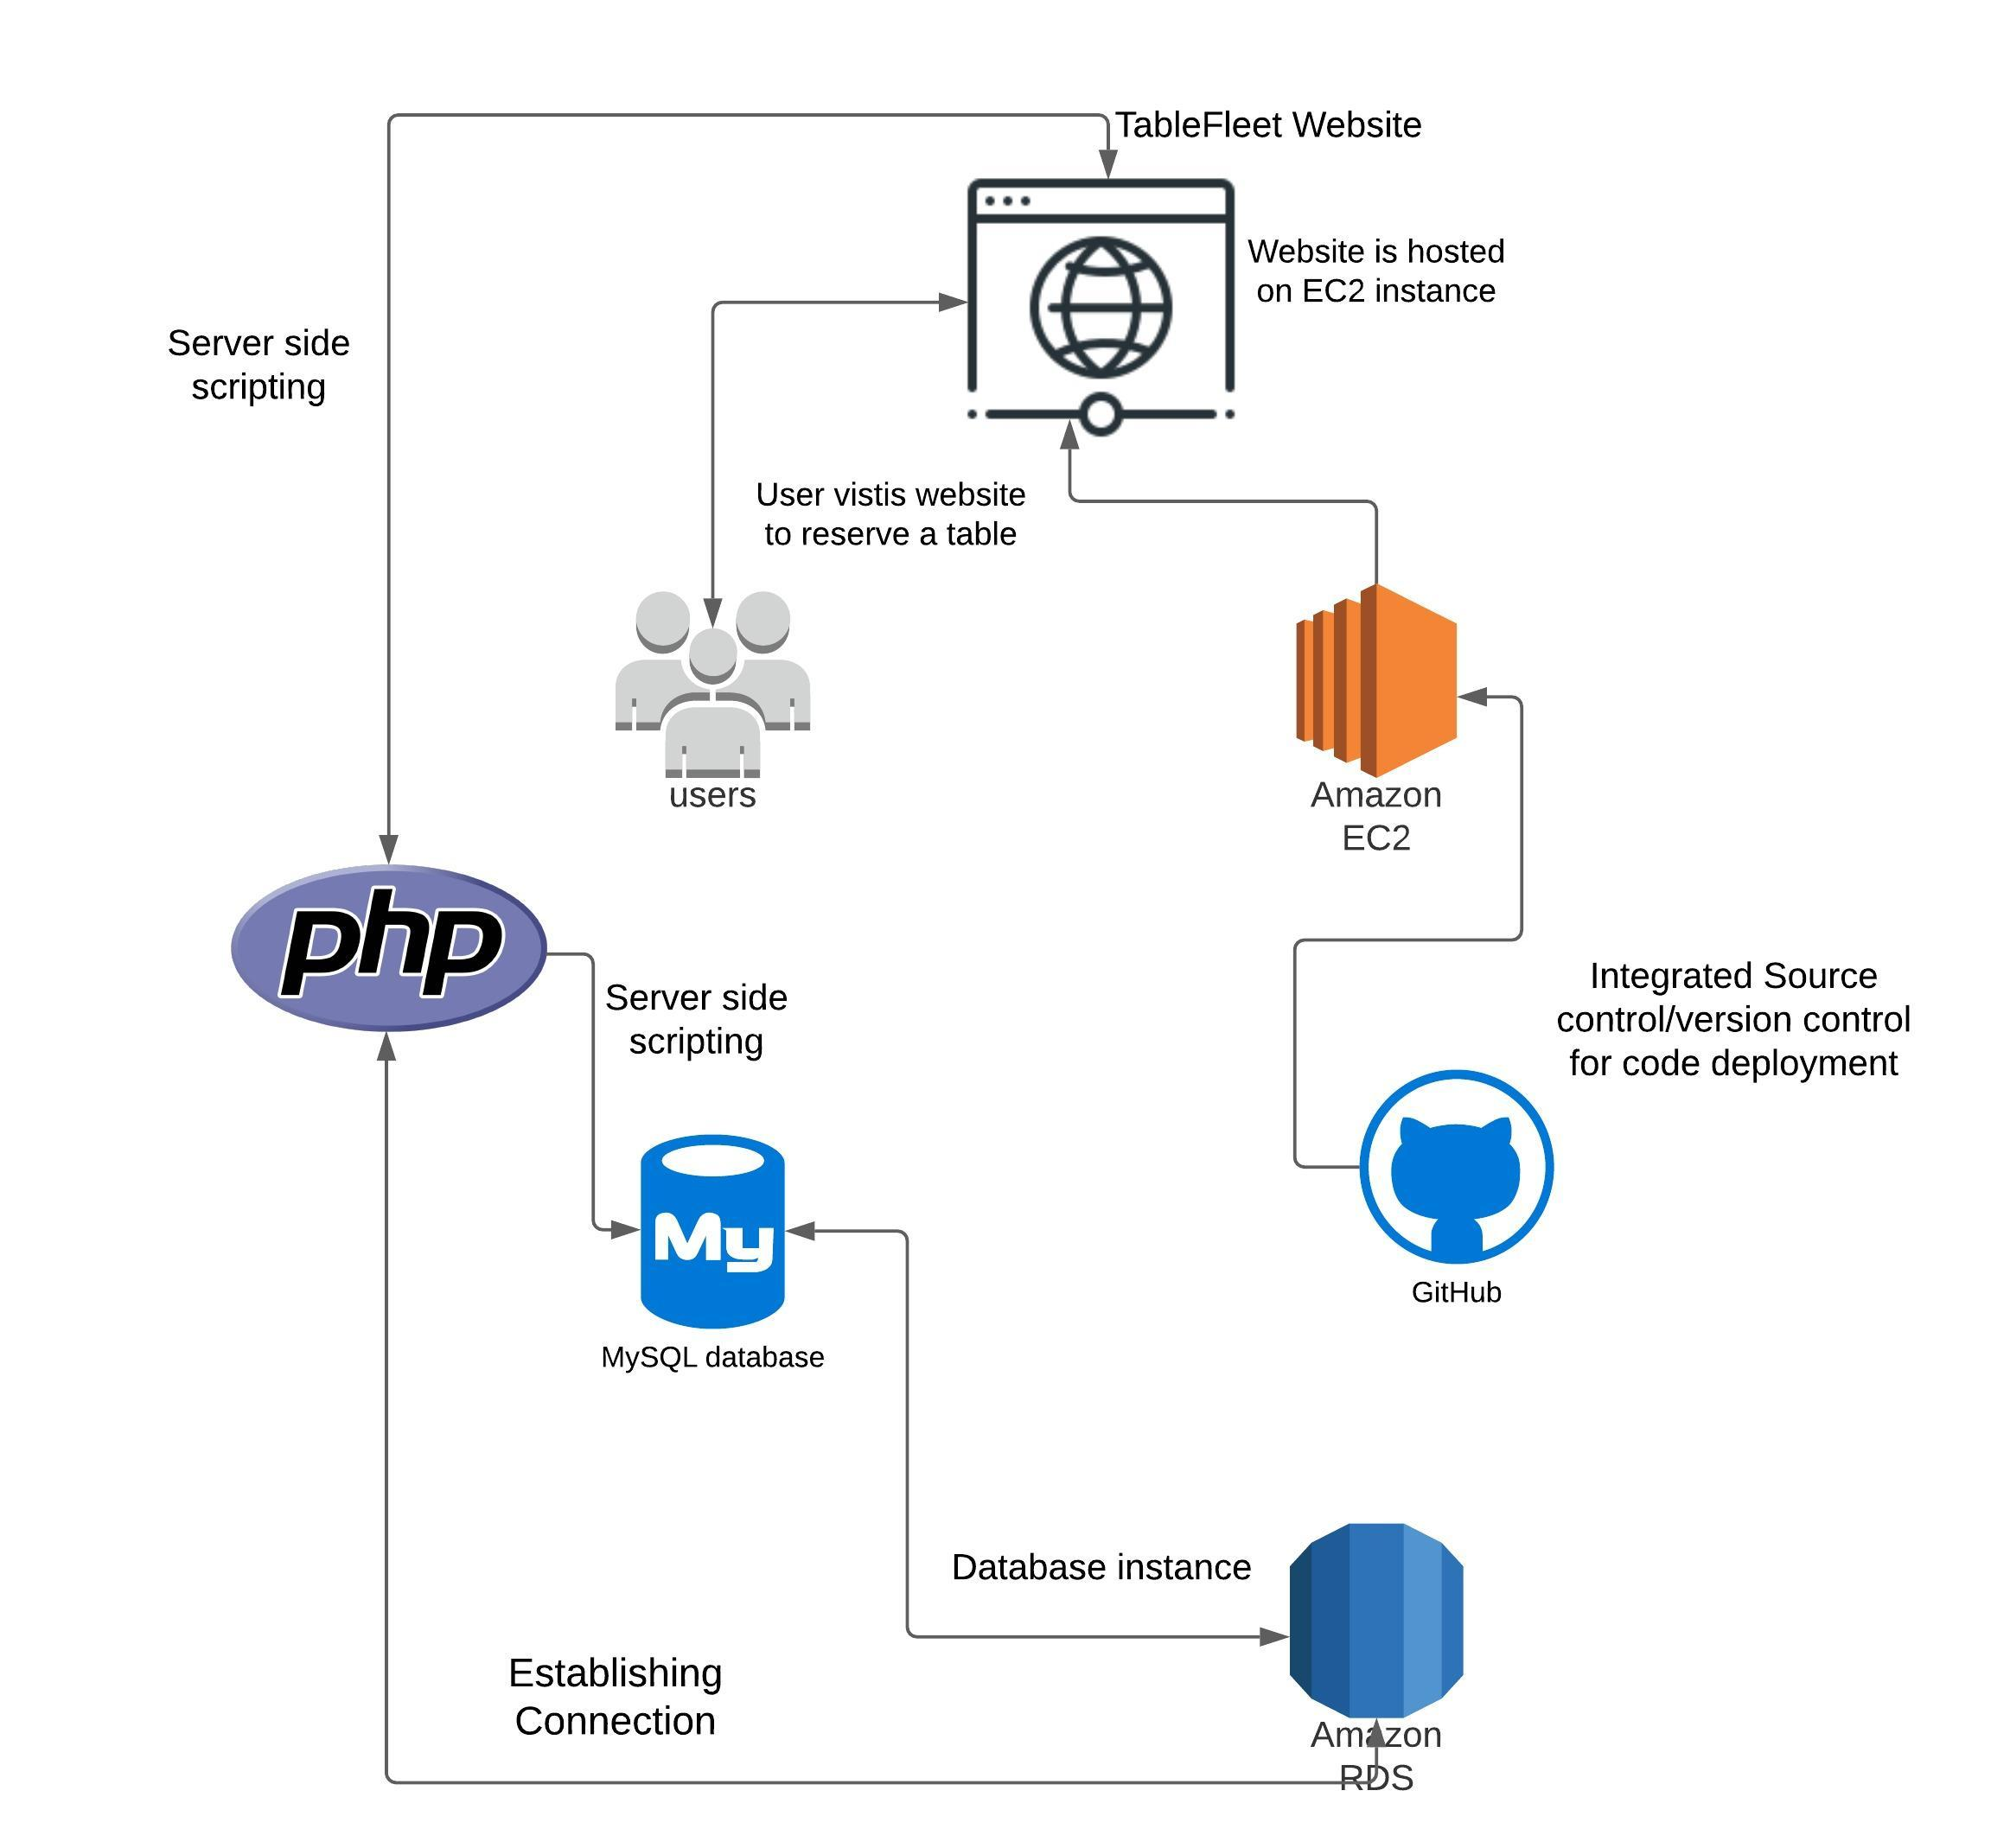 TableFleet Website
Website is hosted
on EC2 instance
Server side
scripting
User vistis website
to reserve a table
users
Amazon
EC2
php
Server side
scripting
Integrated Source
control/version control
for code deployment
My
GitHub
MySQL database
Database instance
Establishing
Connection
Amazon
RDS